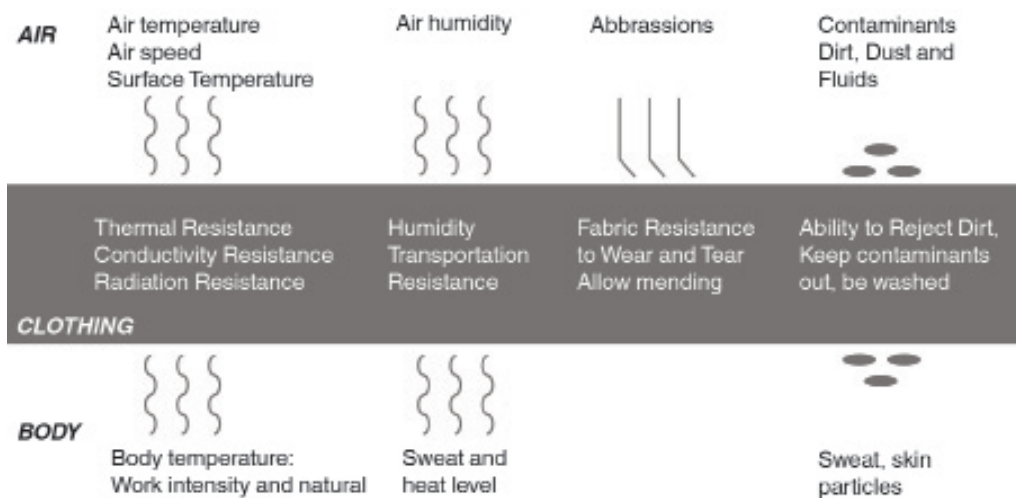 AIR
Air temperature
Air speed
Surface Temperature
Air humidity
Abbrassions
Contaminants
Dirt, Dust and
Fluids
Thermal Resistance
Conductivity Resistance
Radiation Resistance
Humidity
Transportation
Resistance
Fabric Resistance
to Wear and Tear
Allow mending
Ability to Reject Dirt,
Keep contaminants
out, be washed
CLOTHING
BODY
Body temperature:
Work intensity and natural
Sweat and
heat level
Sweat, skin
particles